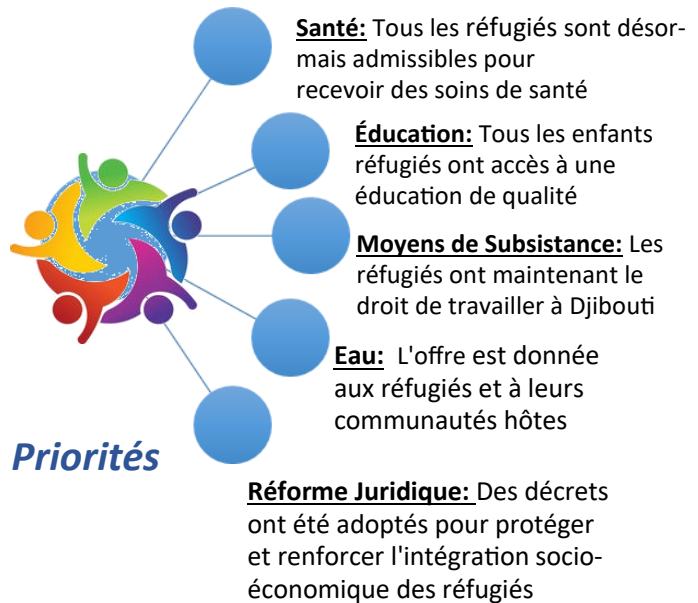 Santé: Tous les réfugiés sont désor-
mais admissibles pour
recevoir des soins de santé
Éducation: Tous les enfants
réfugiés ont accès à une
éducation de qualité
Moyens de Subsistance: Les
réfugiés ont maintenant le
droit de travailler à Djibouti
Eau: L'offre est donnée
aux réfugiés et à leurs
communautés hôtes
Priorités
Réforme Juridique: Des décrets
ont été adoptés pour protéger
et renforcer l'intégration socio-
économique des réfugiés